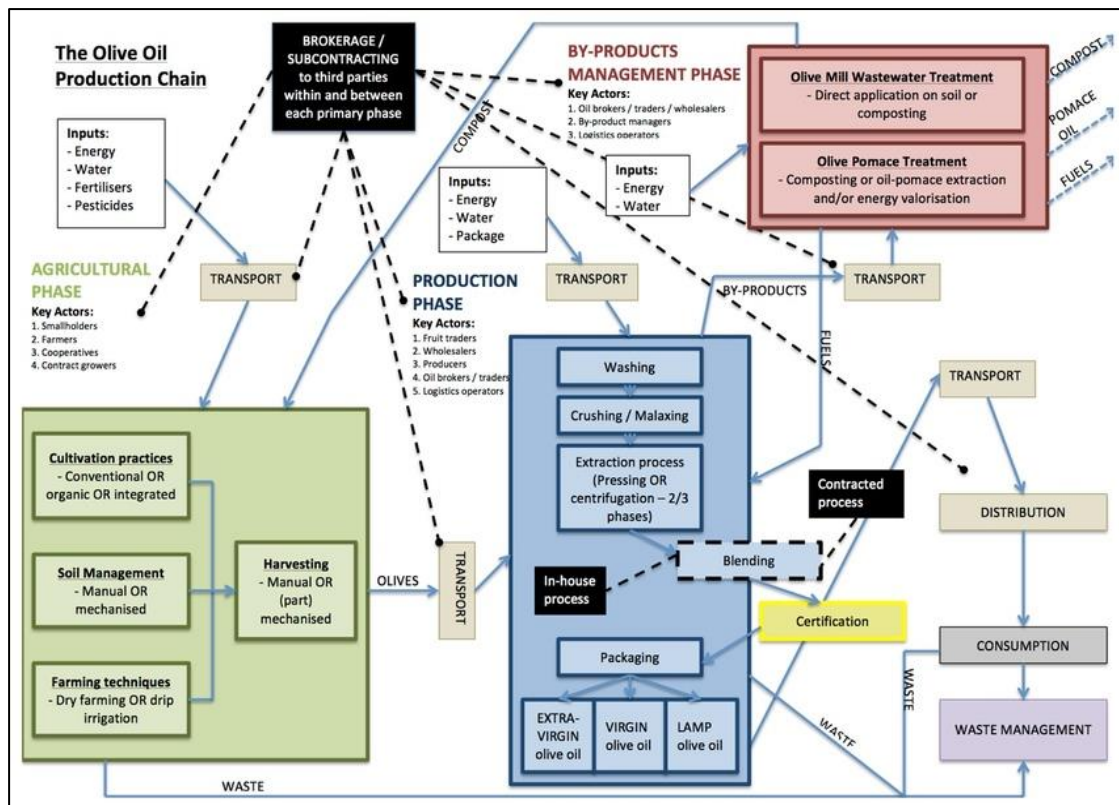 The Olive Oil
Production Chain
BROKERAGE /
SUBCONTRACTING
to third parties
within and between
each primary phase
Inputs:
- Energy
- Water
- Fertilisers
- Pesticides
TRANSPORT
AGRICULTURAL
PHASE
Key Actors:
1. Smallholders
2. Farmers
3. Cooperatives
4. Contract growers
Cultivation practices
- Conventional OR
organic OR integrated
Soil Management
- Manual OR
mechanised
Farming techniques
- Dry farming OR drip
irrigation
Harvesting
- Manual OR
(part)
mechanised
OLIVES
TRANSPORT
WASTE
COMPOST
Inputs:
- Energy
- Water
- Package
TRANSPORT
PRODUCTION
PHASE
Key Actors:
1. Fruit traders
2. Wholesalers
3. Producers
4. Oil brokers / traders
5. Logistics operators
Washing
Crushing / Malaxing
Extraction process
(Pressing OR
centrifugation – 2/3
phases)
Blending
In-house
process
Contracted
process
Certification
Packaging
EXTRA-
VIRGIN
olive oil
VIRGIN
olive oil
LAMP
olive oil
BY-PRODUCTS
MANAGEMENT PHASE
Key Actors:
1. Oil brokers / traders / wholesalers
2. By-product managers
3. Logistics operators
Inputs:
- Energy
- Water
Olive Mill Wastewater Treatment
- Direct application on soil or
composting
Olive Pomace Treatment
- Composting or oil-pomace extraction
and/or energy valorisation
COMPOST
POMACE
OIL
FUELS
BY-PRODUCTS
TRANSPORT
FUELS
TRANSPORT
DISTRIBUTION
CONSUMPTION
WASTE
WASTE
WASTE MANAGEMENT